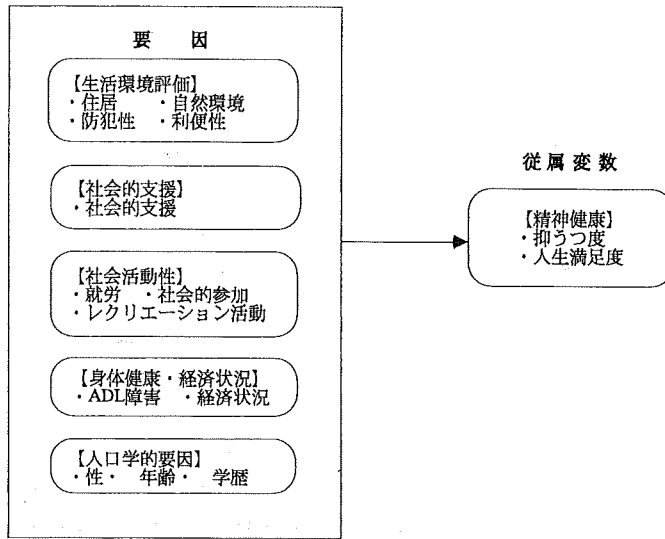 要　因
【生活環境評価】
・住居　　・自然環境
・防犯性　・利便性
【社会的支援】
・社会的支援
【社会活動性】
・就労　・社会的参加
・レクリエーション活動
【身体健康・経済状況】
・ADL障害　・経済状況
【人口学的要因】
・性・　年齢・　学歴
従属変数
【精神健康】
・抑うつ度
・人生満足度